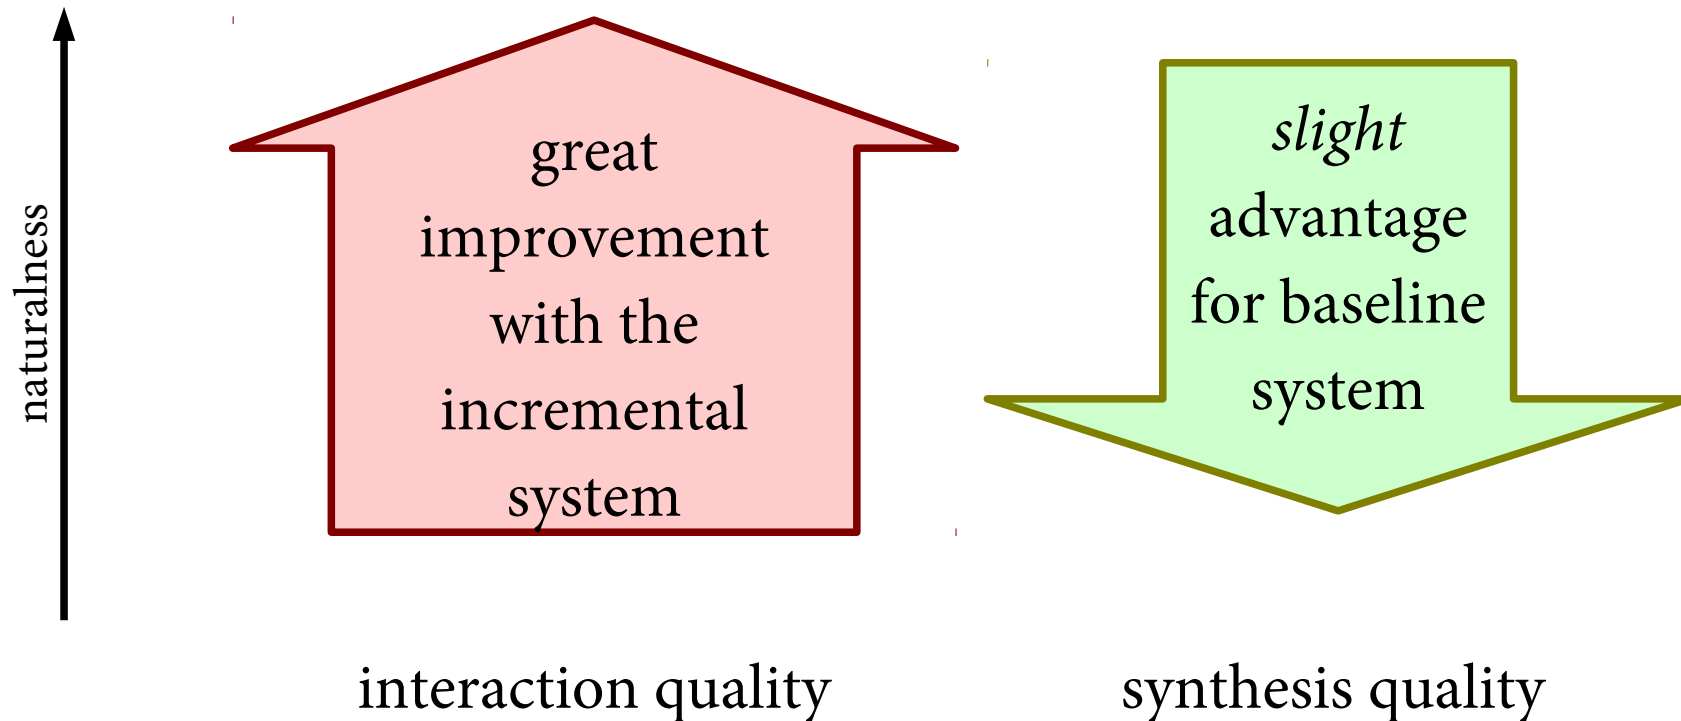 naturalness
great
improvement
with the
incremental
system
slight
advantage
for baseline
system
interaction quality
synthesis quality